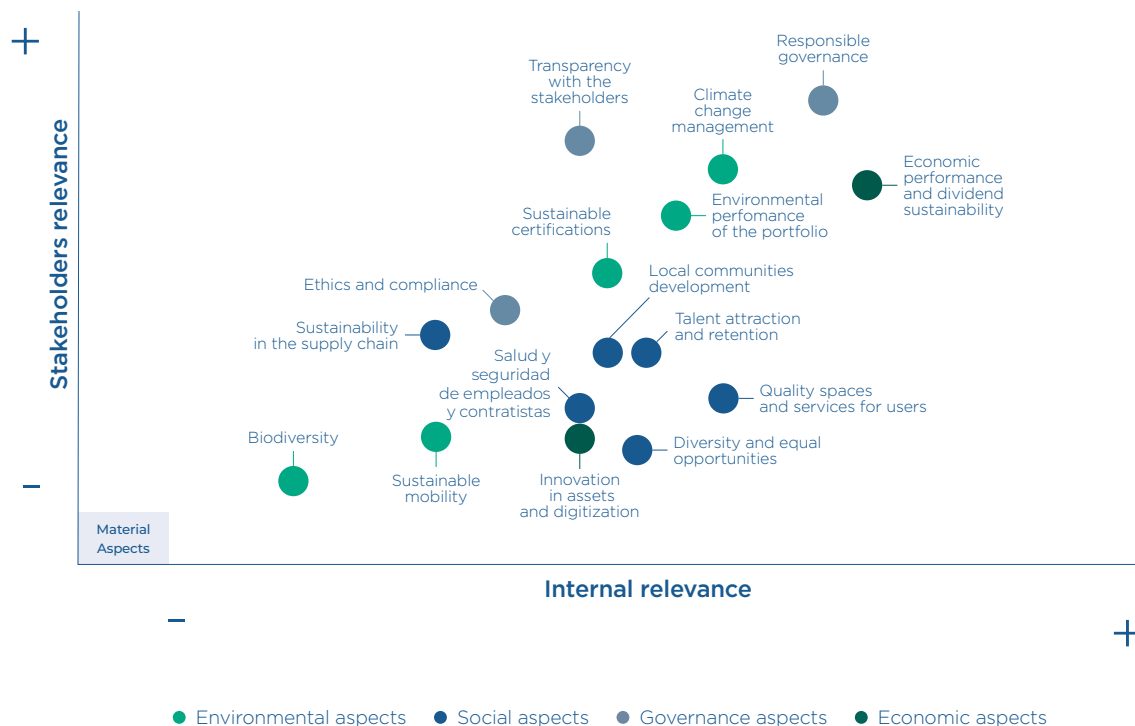 Responsible
governance
Transparency
with the
stakeholders
Climate
change
management
Economic
performance
and dividend
sustainability
Environmental
perfomance
of the portfolio
Sustainable
certifications
Local communities
development
Ethics and compliance
Talent attraction
and retention
Sustainability
in the supply chain
Salud y
seguridad
de empleados
y contratistas
Quality spaces
and services for users
Biodiversity
Diversity and equal
opportunities
Sustainable
mobility
Innovation
in assets
and digitization
Material
Aspects
+
Stakeholders relevance
–
Internal relevance
–
+
Environmental aspects
Social aspects
Governance aspects
Economic aspects